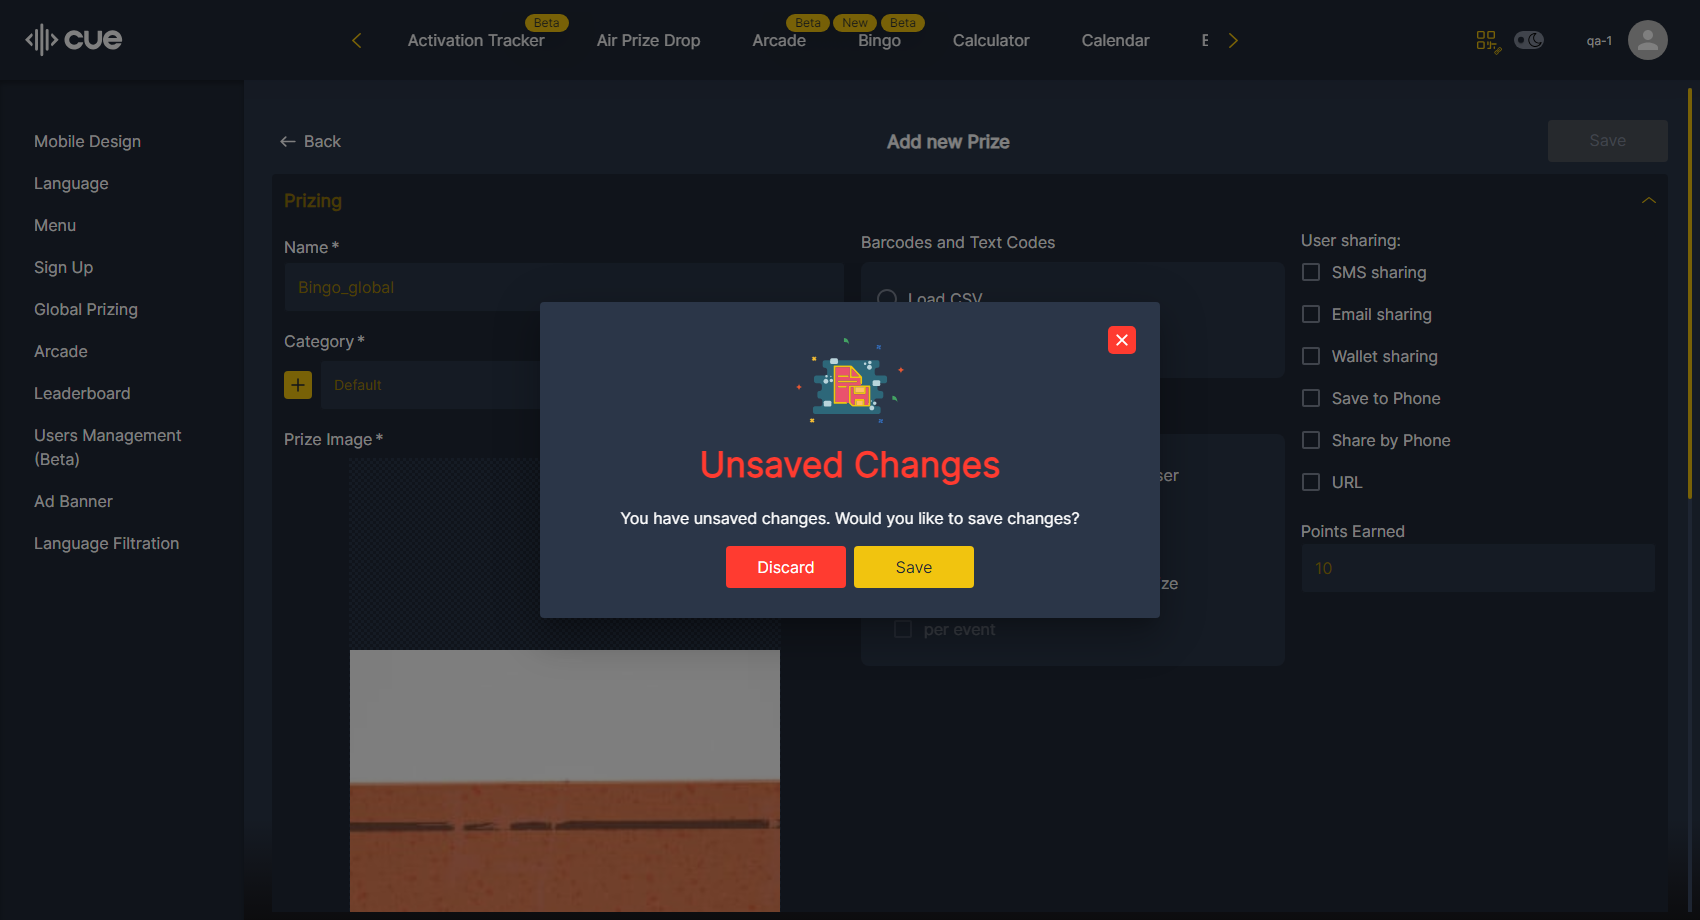 cue
Activation Tracker
Beta
Air Prize Drop
Arcade
Beta
New
Bingo
Beta
Calculator
Calendar
qa-1
Mobile Design
Language
Menu
Sign Up
Global Prizing
Arcade
Leaderboard
Users Management
(Beta)
Ad Banner
Language Filtration
Back
Add new Prize
Save
Prizing
Name*
Bingo_global
Category*
Default
Prize Image*
Barcodes and Text Codes
Load CSV
per event
User sharing:
SMS sharing
Email sharing
Wallet sharing
Save to Phone
Share by Phone
URL
Points Earned
10
Unsaved Changes
You have unsaved changes. Would you like to save changes?
Discard
Save